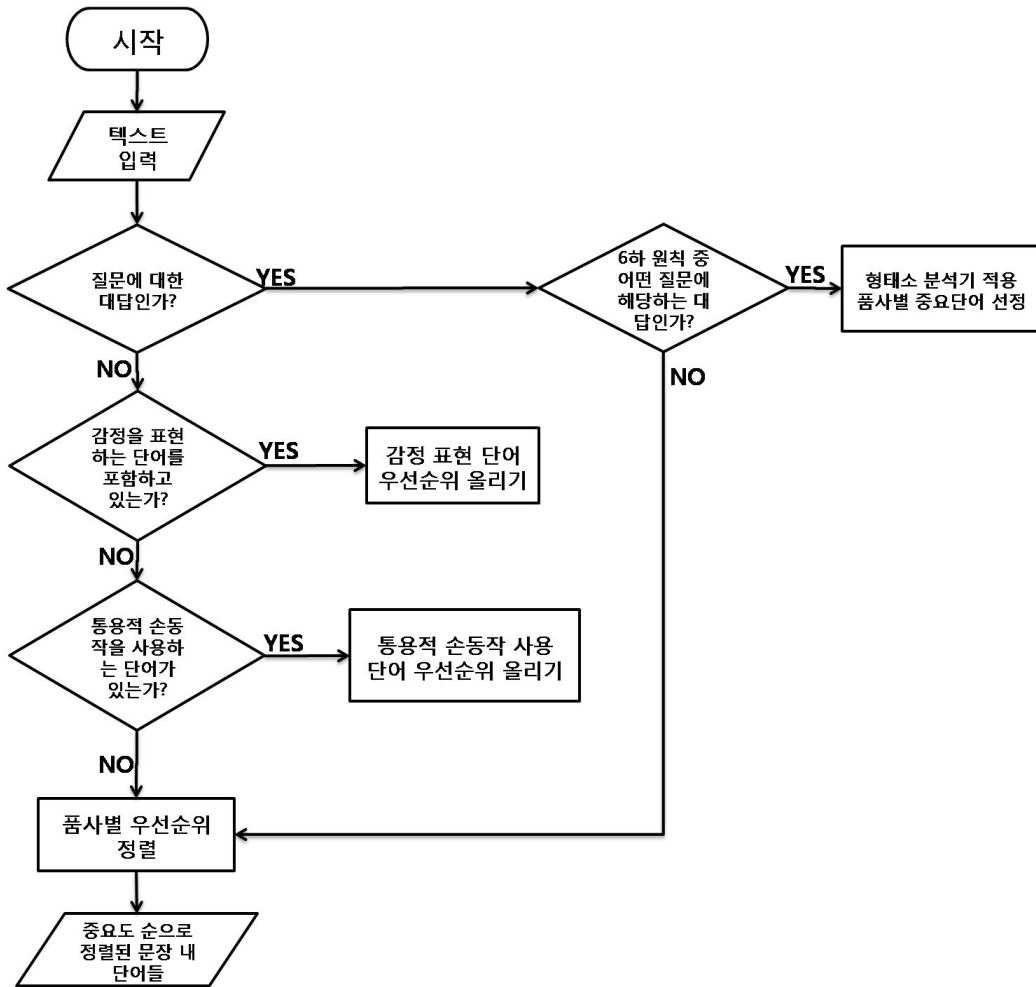 시작
텍스트
입력
질문에 대한
대답인가?
YES
6하 원칙 중
어떤 질문에
해당하는 대
답인가?
YES
형태소 분석기 적용
품사별 중요단어 선정
NO
NO
감정을 표현
하는 단어를
포함하고
있는가?
YES
감정 표현 단어
우선순위 올리기
NO
통용적 손동
작을 사용하
는 단어가
있는가?
YES
통용적 손동작 사용
단어 우선순위 올리기
NO
품사별 우선순위
정렬
중요도 순으로
정렬된 문장 내
단어들